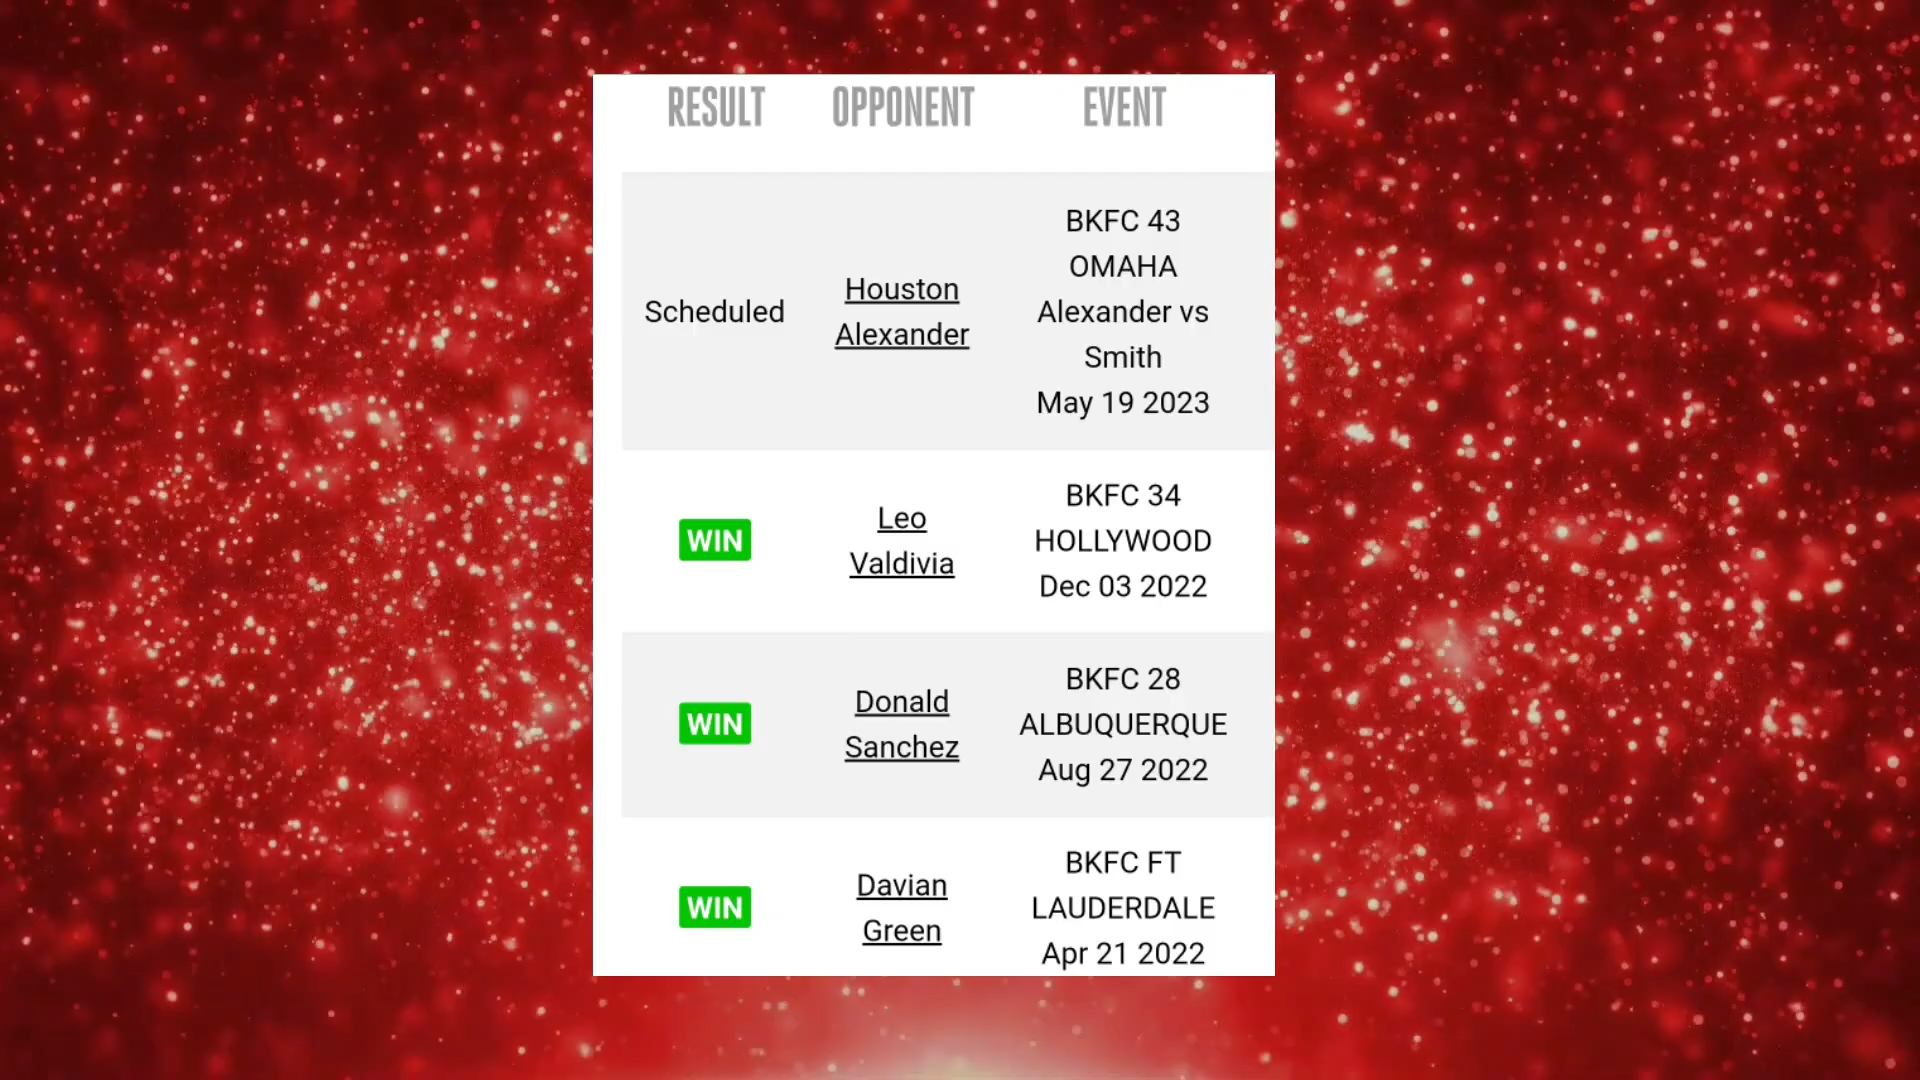 RESULT OPPONENT EVENT
Scheduled
Houston
Alexander
BKFC 43
OMAHA
Alexander vs
Smith
May 19 2023
WIN
Leo
Valdivia
BKFC 34
HOLLYWOOD
Dec 03 2022
WIN
Donald
Sanchez
BKFC 28
ALBUQUERQUE
Aug 27 2022
WIN
Davian
Green
BKFC FT
LAUDERDALE
Apr 21 2022